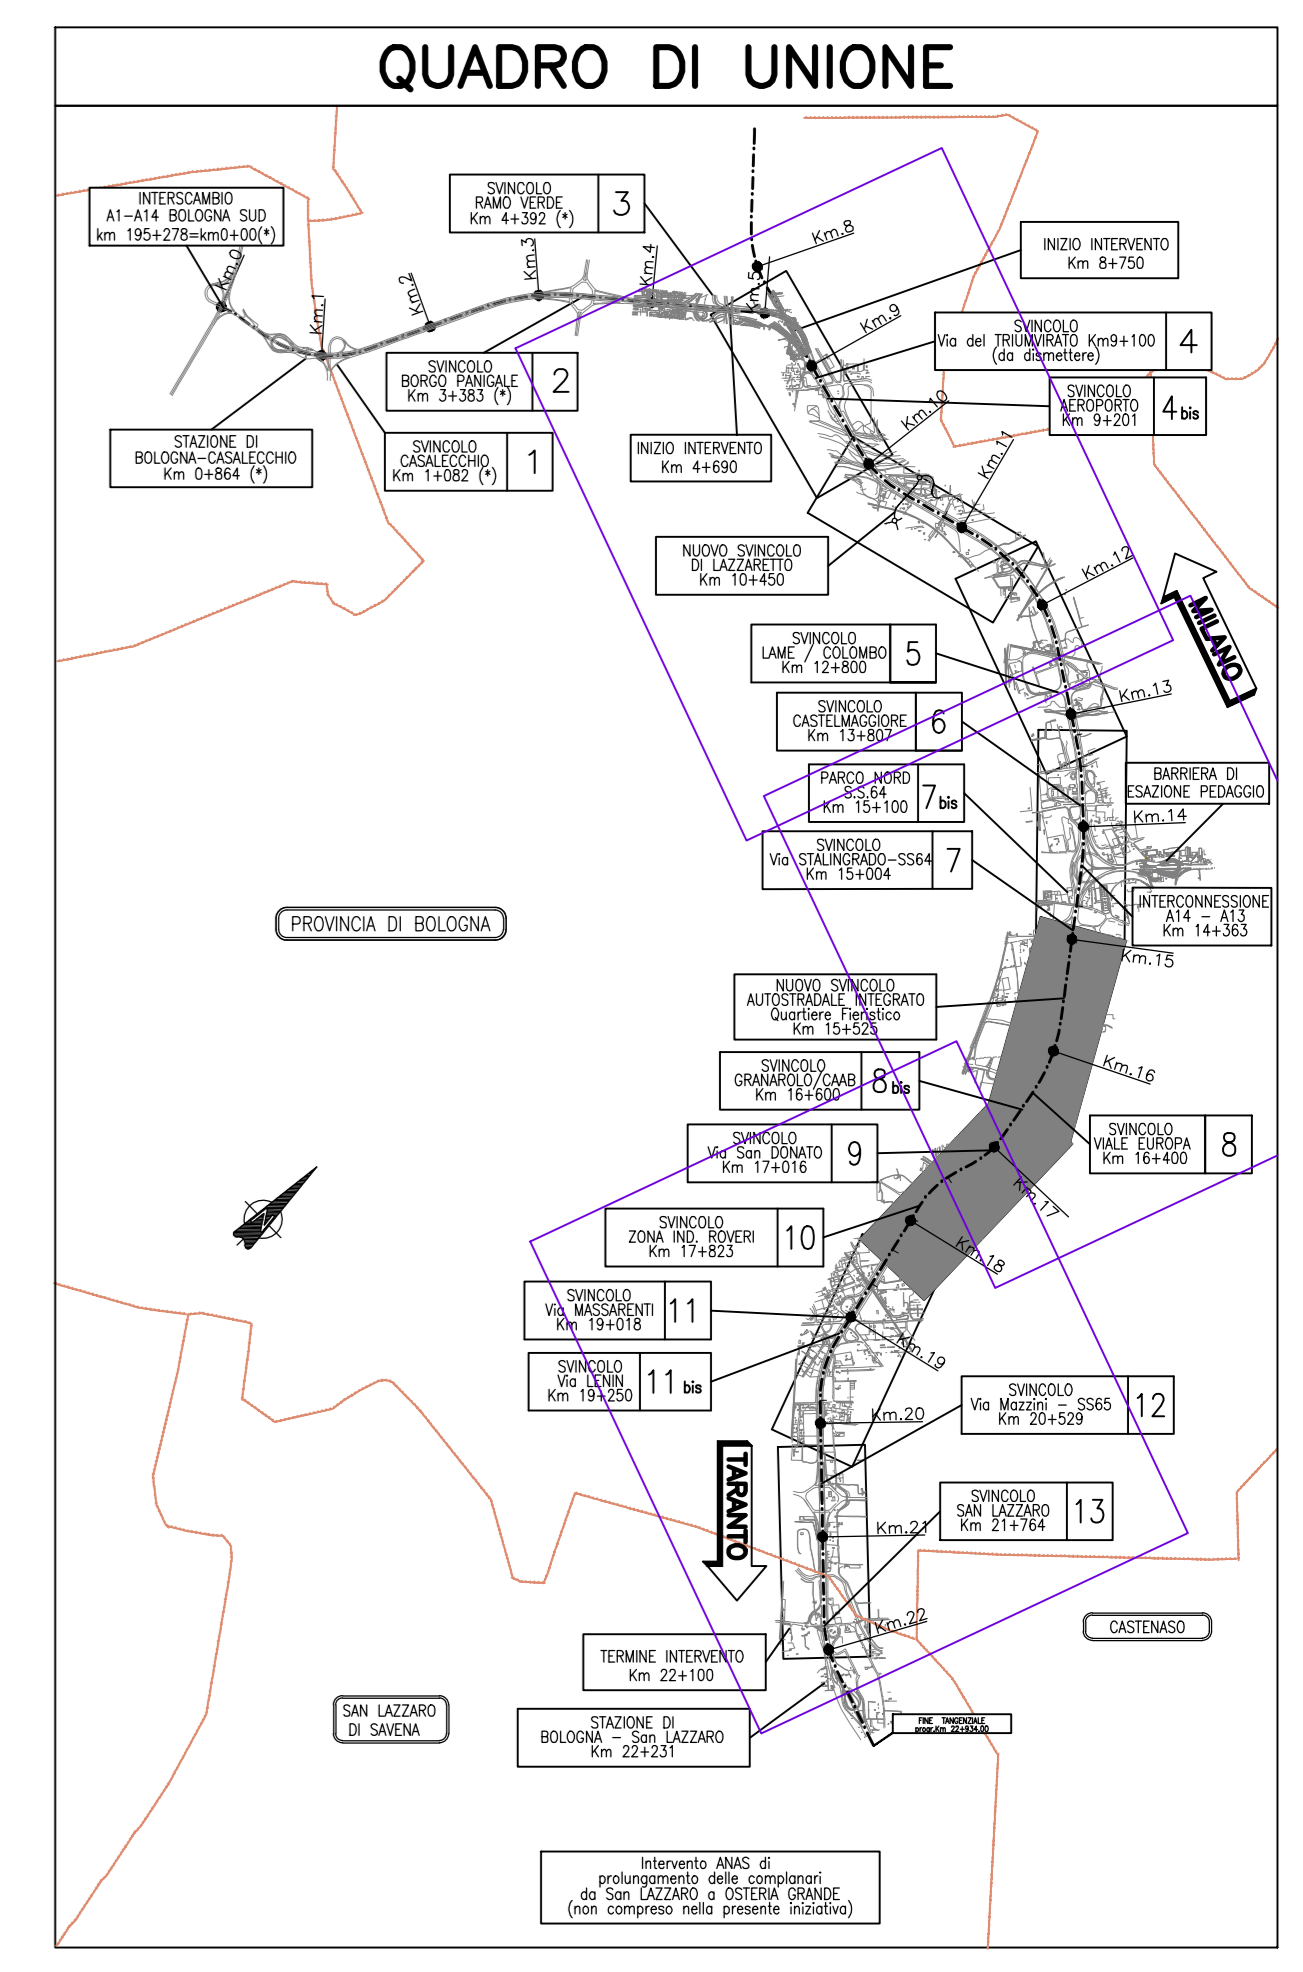 QUADRO DI UNIONE
INTERSCAMBIO
A1-A14 BOLOGNA SUD
km 195+278=km0+00(*)
SVINCOLO
RAMO VERDE
Km 4+392 (*)
3
Km.8
INIZIO INTERVENTO
Km 8+750
Km.0
Km.1
Km.2
Km.3
Km.4
Km.5
Km.9
SVINCOLO
Via del TRIUMVIRATO Km9+100
(da dismettere)
4
SVINCOLO
BORGO PANIGALE
Km 3+383 (*)
2
SVINCOLO
AEROPORTO
Km 9+201
4 bis
Km.10
STAZIONE DI
BOLOGNA-CASALECCHIO
Km 0+864 (*)
SVINCOLO
CASALECCHIO
Km 1+082 (*)
1
INIZIO INTERVENTO
Km 4+690
Km.11
NUOVO SVINCOLO
DI LAZZARETTO
Km 10+450
Km.12
MILANO
SVINCOLO
LAME / COLOMBO
Km 12+800
5
Km.13
SVINCOLO
CASTELMAGGIORE
Km 13+807
6
PARCO NORD
S.S.64
Km 15+100
7 bis
BARRIERA DI
ESAZIONE PEDAGGIO
Km.14
SVINCOLO
Via STALINGRADO-SS64
Km 15+004
7
INTERCONNESSIONE
A14 - A13
Km 14+363
PROVINCIA DI BOLOGNA
Km.15
NUOVO SVINCOLO
AUTOSTRADALE INTEGRATO
Quartiere Fieristico
Km 15+525
Km.16
SVINCOLO
GRANAROLO/CAAB
Km 16+600
8 bis
SVINCOLO
VIALE EUROPA
Km 16+400
8
SVINCOLO
Via San DONATO
Km 17+016
9
Km.17
SVINCOLO
ZONA IND. ROVERI
Km 17+823
10
Km.18
SVINCOLO
Via MASSARENTI
Km 19+018
11
Km.19
SVINCOLO
Via LENIN
Km 19+250
11 bis
SVINCOLO
Via Mazzini - SS65
Km 20+529
12
Km.20
TARANTO
SVINCOLO
SAN LAZZARO
Km 21+764
13
Km.21
Km.22
CASTENASO
TERMINE INTERVENTO
Km 22+100
SAN LAZZARO
DI SAVENA
STAZIONE DI
BOLOGNA - San LAZZARO
Km 22+231
FINE TANGENZIALE
progr.Km 22+934.00
Intervento ANAS di
prolungamento delle complanari
da San LAZZARO a OSTERIA GRANDE
(non compreso nella presente iniziativa)